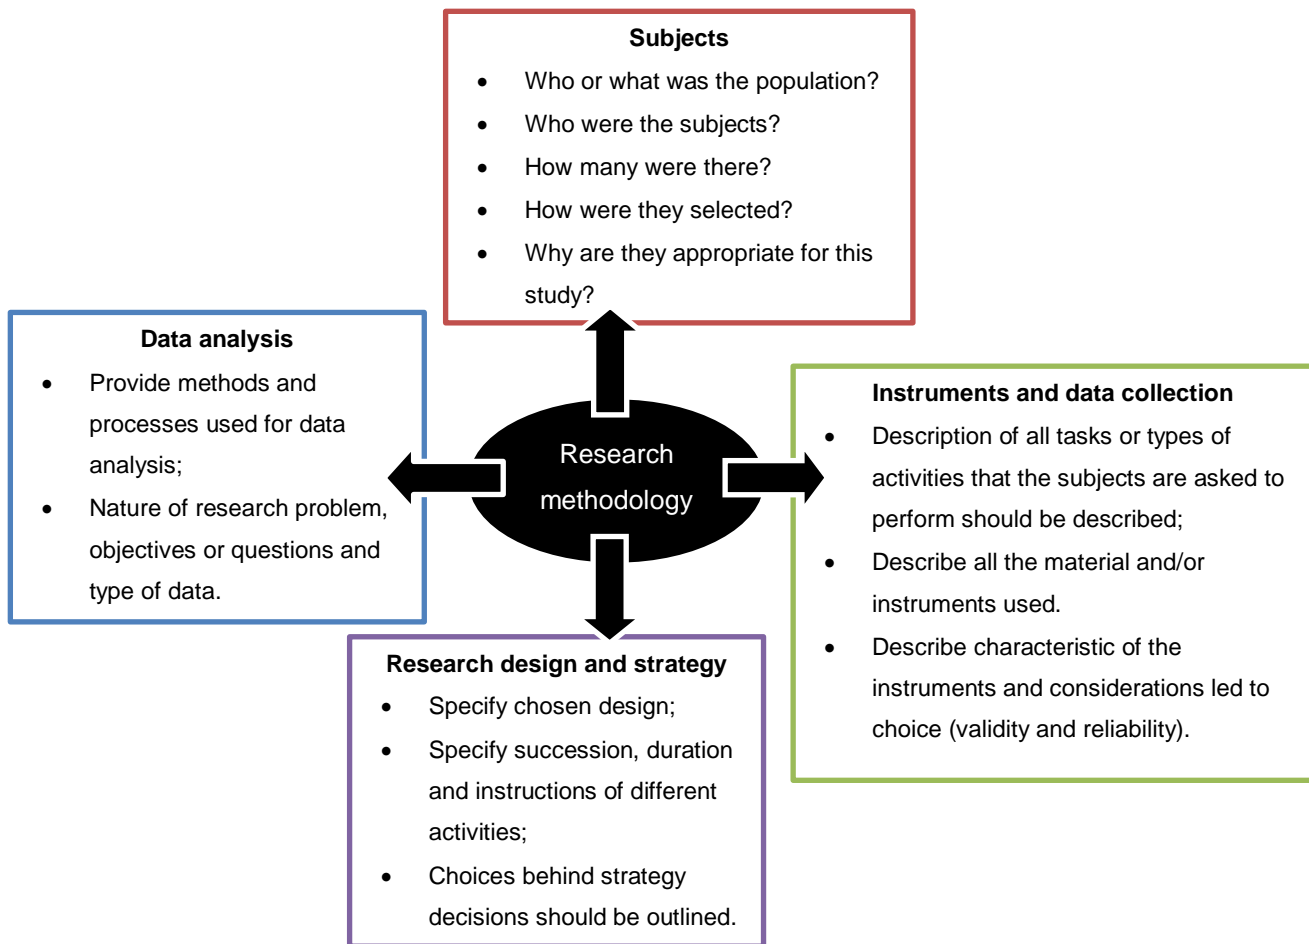 Subjects
• Who or what was the population?
• Who were the subjects?
• How many were there?
• How were they selected?
• Why are they appropriate for this
study?
Data analysis
• Provide methods and
processes used for data
analysis;
• Nature of research problem,
objectives or questions and
type of data.
Research
methodology
Instruments and data collection
• Description of all tasks or types of
activities that the subjects are asked to
perform should be described;
• Describe all the material and/or
instruments used.
• Describe characteristic of the
instruments and considerations led to
choice (validity and reliability).
Research design and strategy
• Specify chosen design;
• Specify succession, duration
and instructions of different
activities;
• Choices behind strategy
decisions should be outlined.